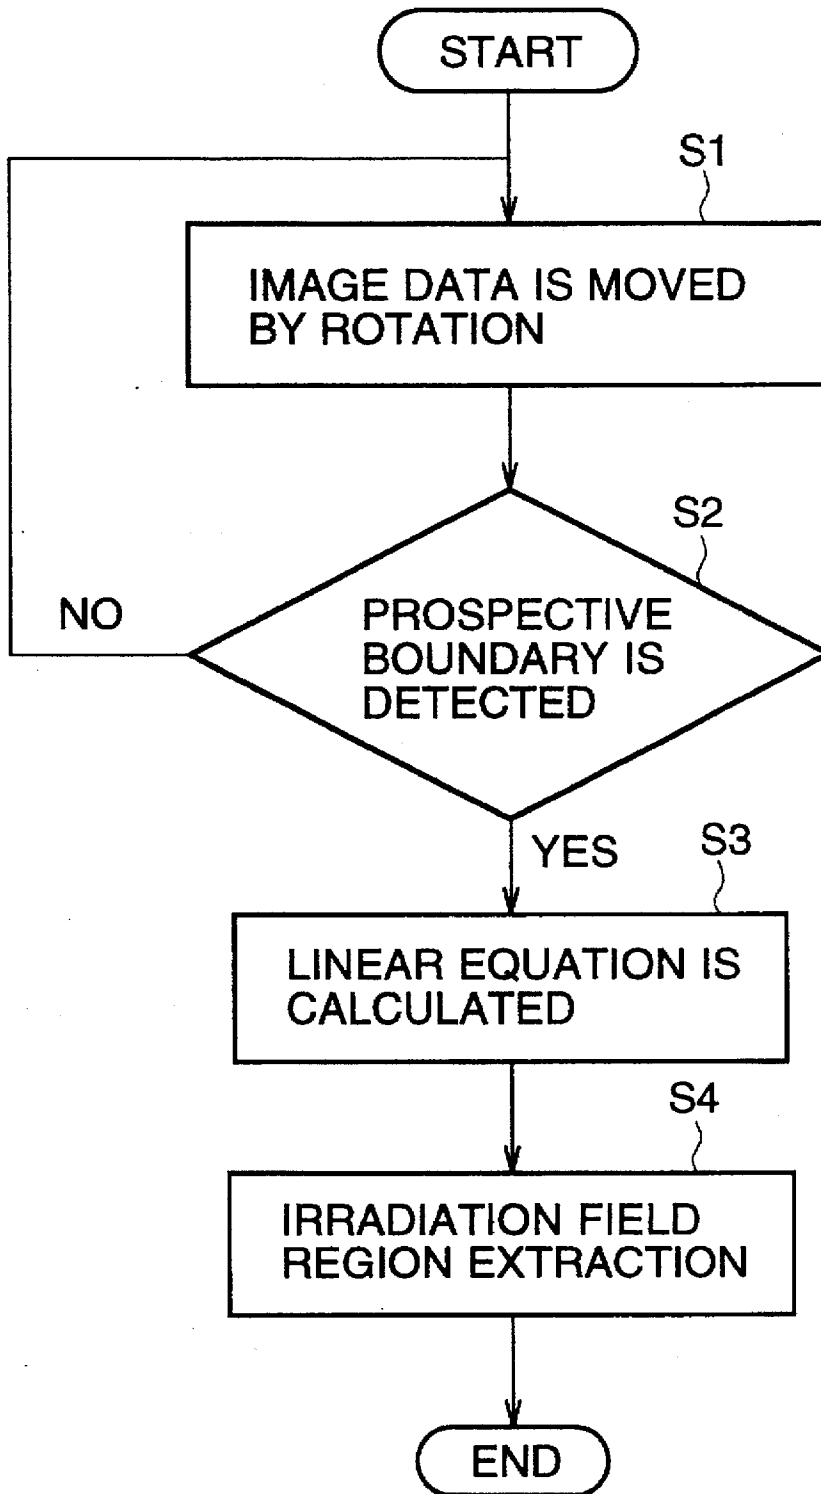 START
S1
IMAGE DATA IS MOVED
BY ROTATION
S2
PROSPECTIVE
BOUNDARY IS
DETECTED
NO
YES
S3
LINEAR EQUATION IS
CALCULATED
S4
IRRADIATION FIELD
REGION EXTRACTION
END